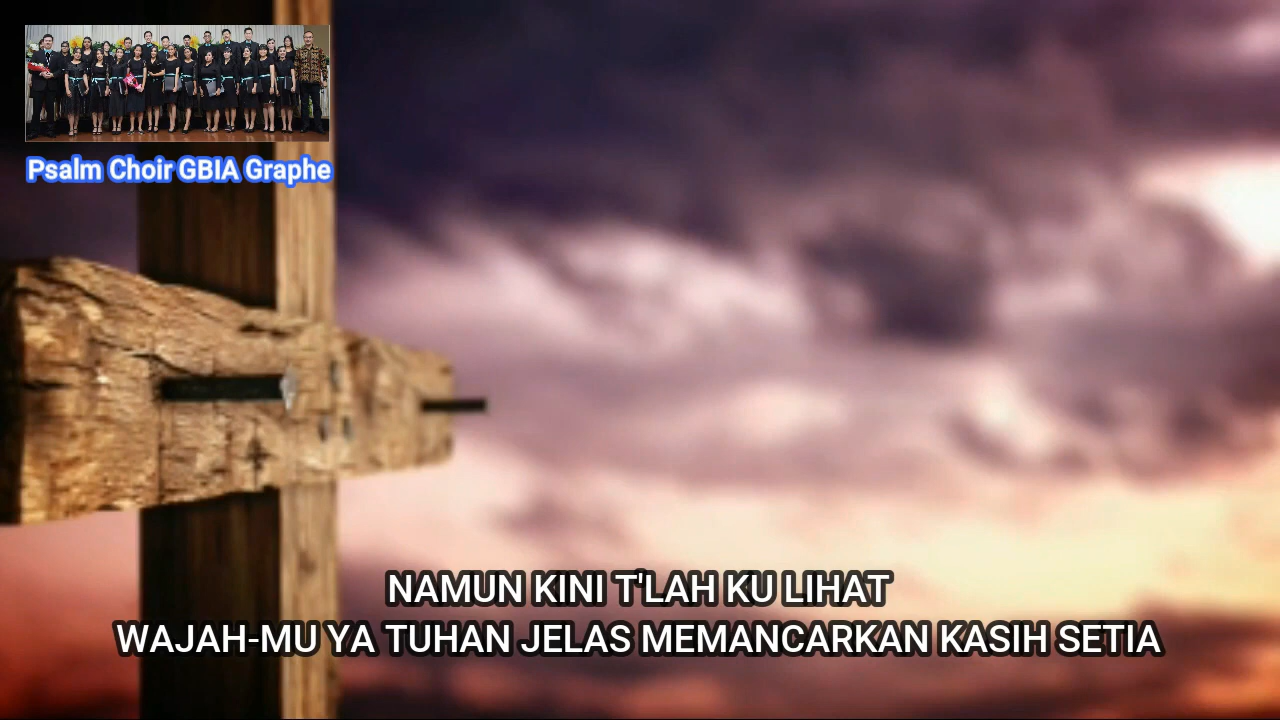 Psalm Choir GBIA Graphe
NAMUN KINI T'LAH KU LIHAT
WAJAH-MU YA TUHAN JELAS MEMANCARKAN KASIH SETIA